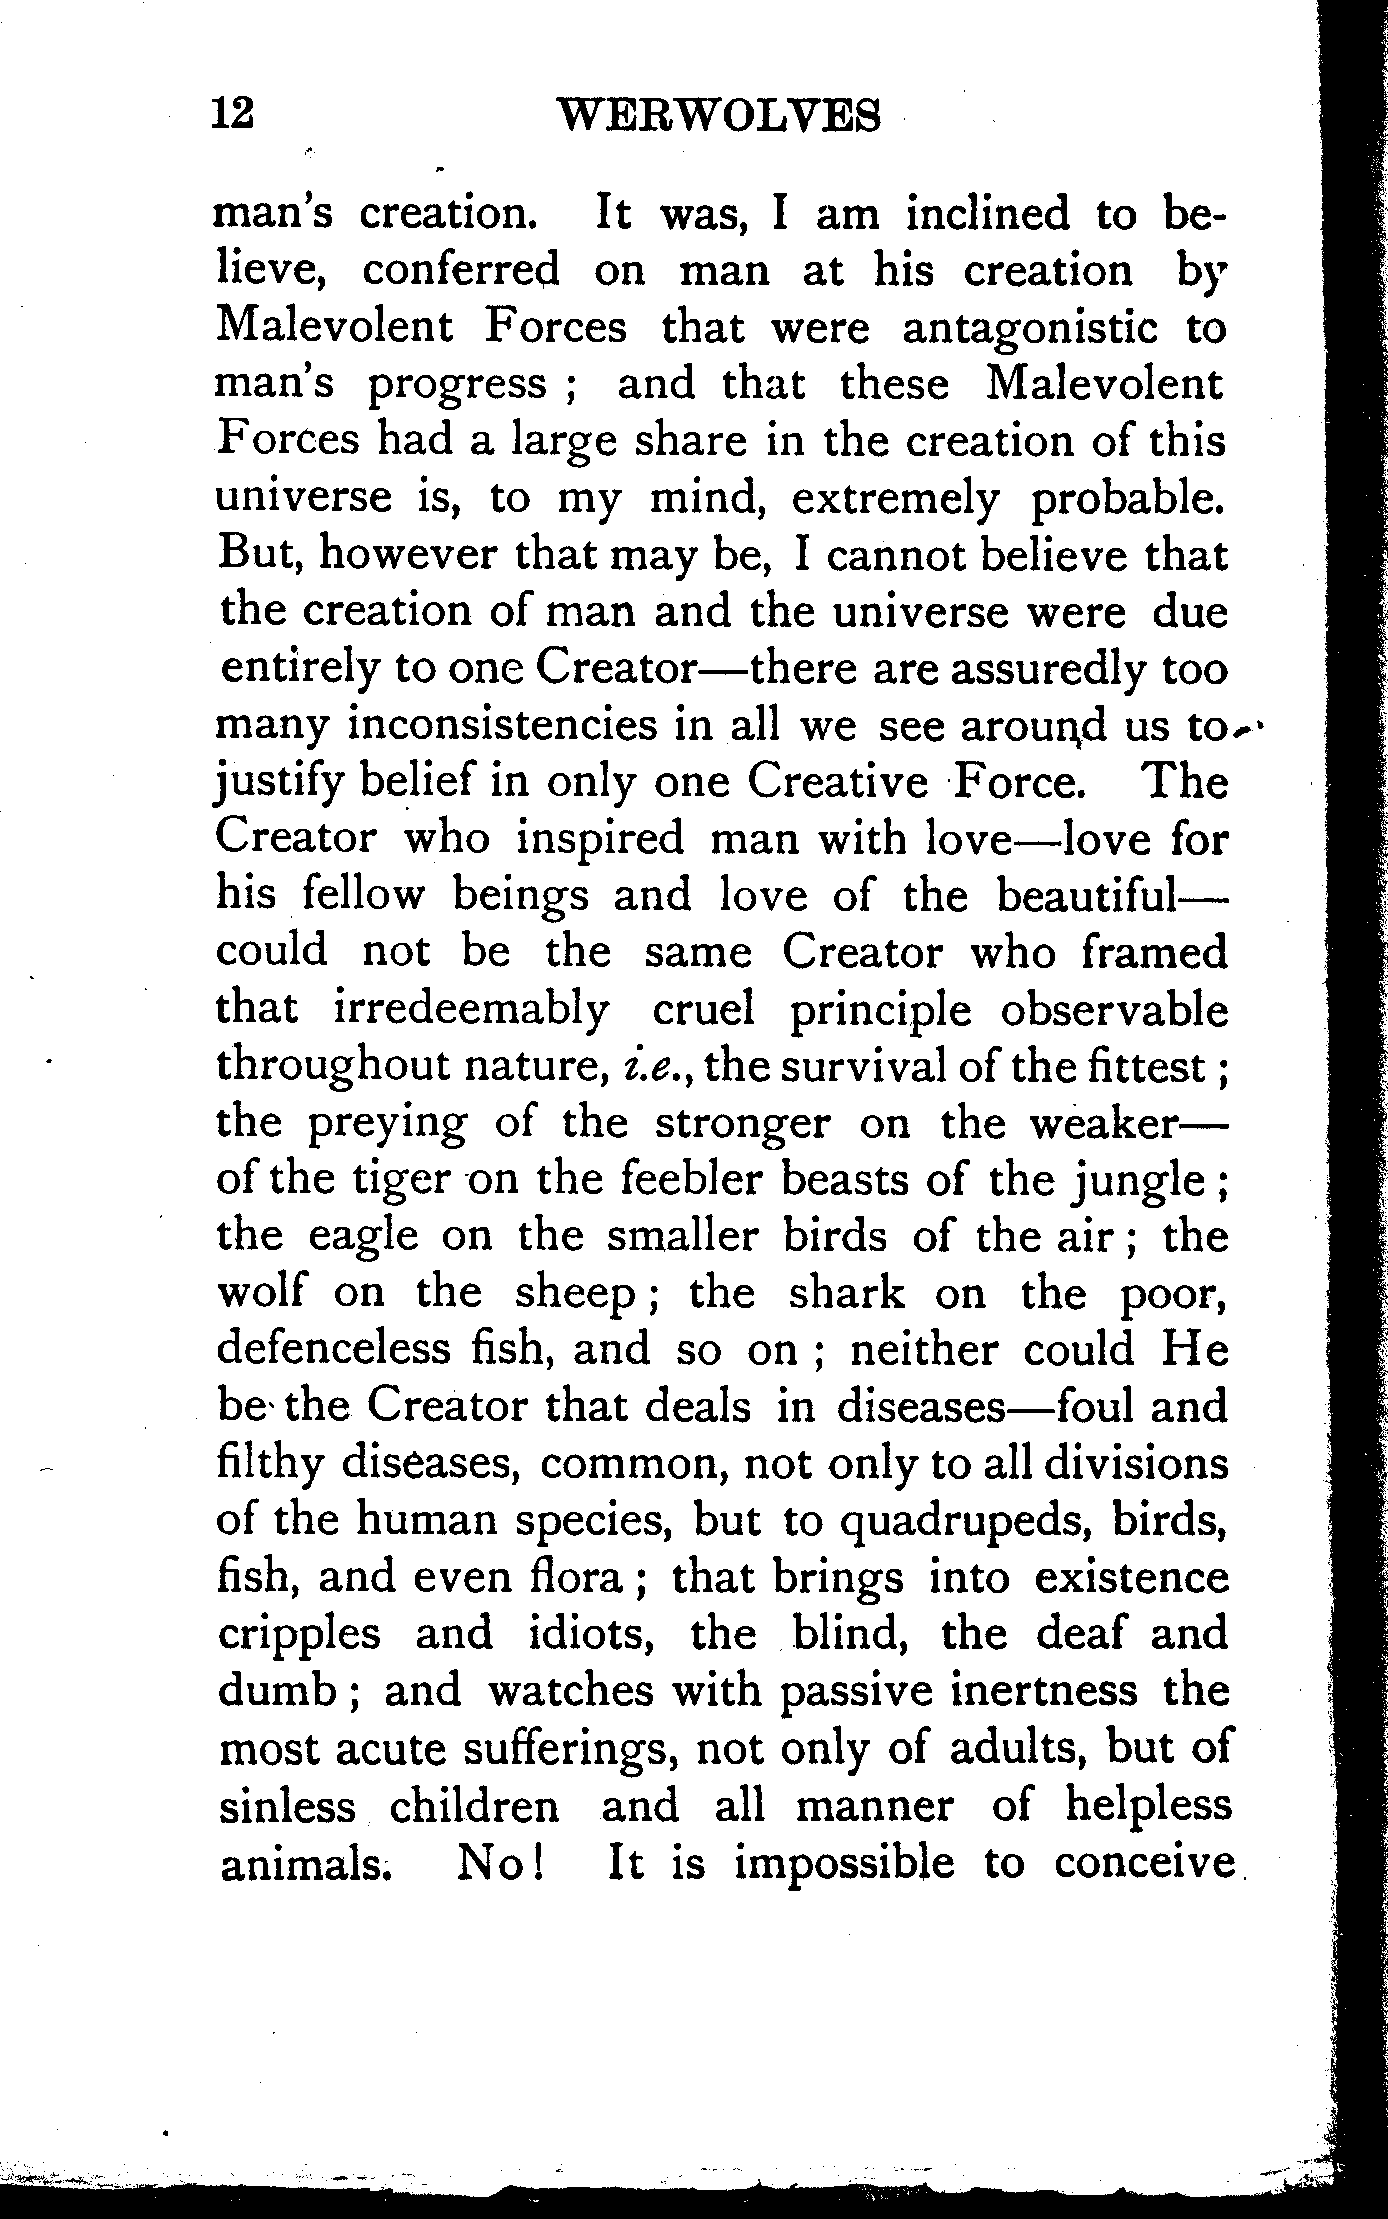 12 WERWOLVES
man's creation. It was, I am inclined to be-
lieve, conferred on man at his creation by
Malevolent Forces that were antagonistic to
man's progress ; and that these Malevolent
Forces had a large share in the creation of this
universe is, to my mind, extremely probable.
But, however that may be, I cannot believe that
the creation of man and the universe were due
entirely to one Creator—there are assuredly too
many inconsistencies in all we see around us to
justify belief in only one Creative Force. The
Creator who inspired man with love—love for
his fellow beings and love of the beautiful—
could not be the same Creator who framed
that irredeemably cruel principle observable
throughout nature, i.e., the survival of the fittest ;
the preying of the stronger on the weaker—
of the tiger on the feebler beasts of the jungle ;
the eagle on the smaller birds of the air ; the
wolf on the sheep ; the shark on the poor,
defenceless fish, and so on ; neither could He
be the Creator that deals in diseases—foul and
filthy diseases, common, not only to all divisions
of the human species, but to quadrupeds, birds,
fish, and even flora ; that brings into existence
cripples and idiots, the blind, the deaf and
dumb ; and watches with passive inertness the
most acute sufferings, not only of adults, but of
sinless children and all manner of helpless
animals. No! It is impossible to conceive